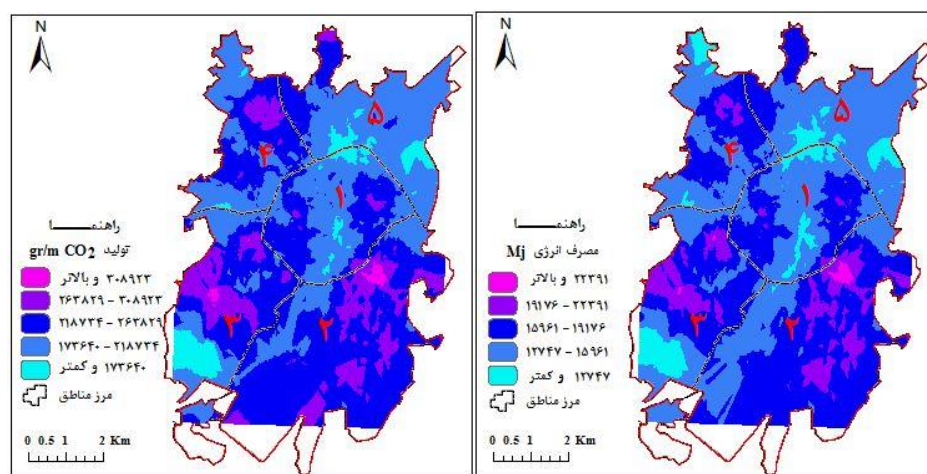 N
۵
۴
۱
۳
۲
راهنمــــا
تولید gr/m CO2
۳۰۸۹۲۳ و بالاتر
۲۶۳۸۲۹ - ۳۰۸۹۲۳
۲۱۸۷۳۴ - ۲۶۳۸۲۹
۱۷۳۶۴۰ - ۲۱۸۷۳۴
۱۷۳۶۴۰ و کمتر
مرز مناطق
0 0.5 1 2 Km
N
۵
۴
۱
۳
۲
راهنمــــا
مصرف انرژی Mj
۲۲۳۹۱ و بالاتر
۱۹۱۷۶ - ۲۲۳۹۱
۱۵۹۶۱ - ۱۹۱۷۶
۱۲۷۴۷ - ۱۵۹۶۱
۱۲۷۴۷ و کمتر
مرز مناطق
0 0.5 1 2 Km